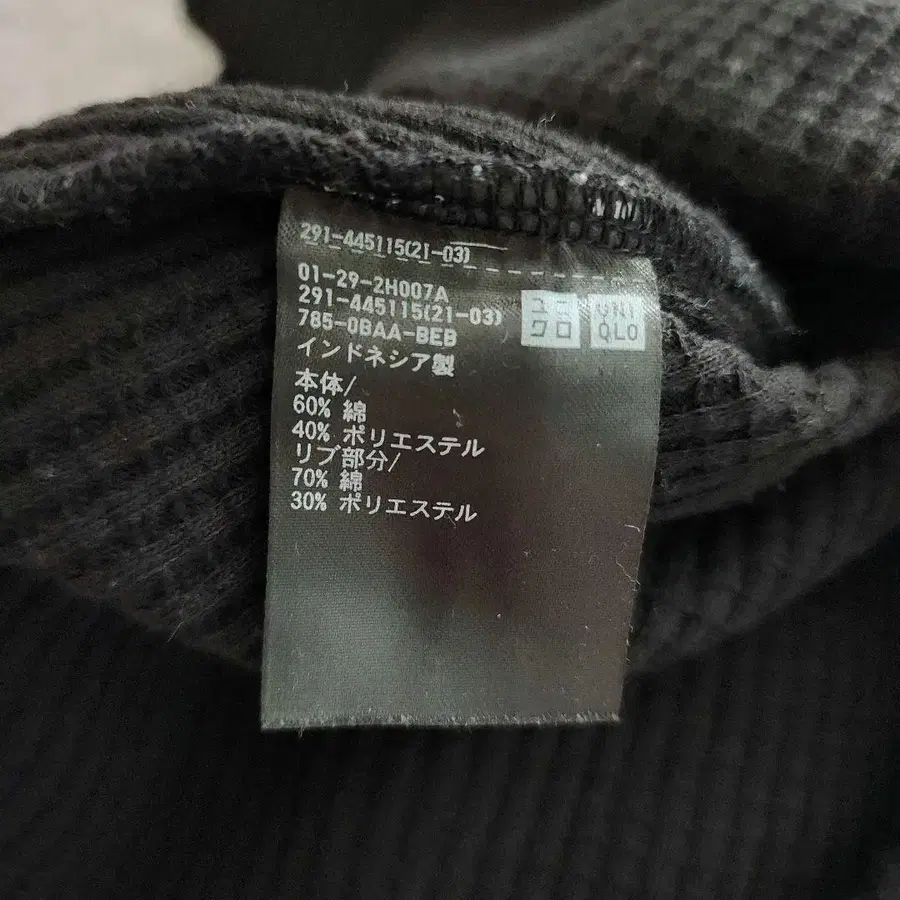 291-445115(21-03)
01-29-2H007A
291-445115(21-03)
785-0BAA-BEB
インドネシア製
本体/
60% 綿
40% ポリエステル
リブ部分/
70% 綿
30% ポリエステル
ユニ
クロ
UNI
QLO